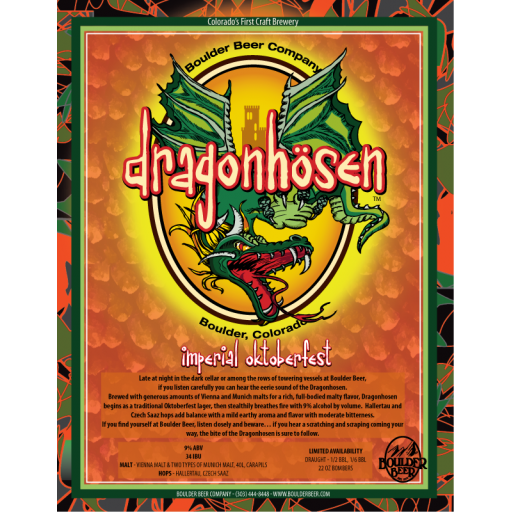 Colorado's First Craft Brewery
Boulder Beer Company
dragonhösen
TM
Boulder, Colorado
imperial oktoberfest
Late at night in the dark cellar or among the rows of towering vessels at Boulder Beer,
if you listen carefully you can hear the eerie sound of the Dragonhosen.
Brewed with generous amounts of Vienna and Munich malts for a rich, full-bodied malty flavor, Dragonhosen
begins as a traditional Oktoberfest lager, then stealthily breathes fire with 9% alcohol by volume. Hallertau and
Czech Saaz hops add balance with a mild earthy aroma and flavor with moderate bitterness.
If you find yourself at Boulder Beer, listen closely and beware… if you hear a scratching and scraping coming your
way, the bite of the Dragonhosen is sure to follow.
9% ABV
34 IBU
MALT - VIENNA MALT & TWO TYPES OF MUNICH MALT, 40L, CARAPILS
HOPS - HALLERTAU, CZECH SAAZ
LIMITED AVAILABILITY
DRAUGHT - 1/2 BBL, 1/6 BBL
22 OZ BOMBERS
BOULDER
BEER
BOULDER BEER COMPANY - (303) 444-8448 - WWW.BOULDERBEER.COM